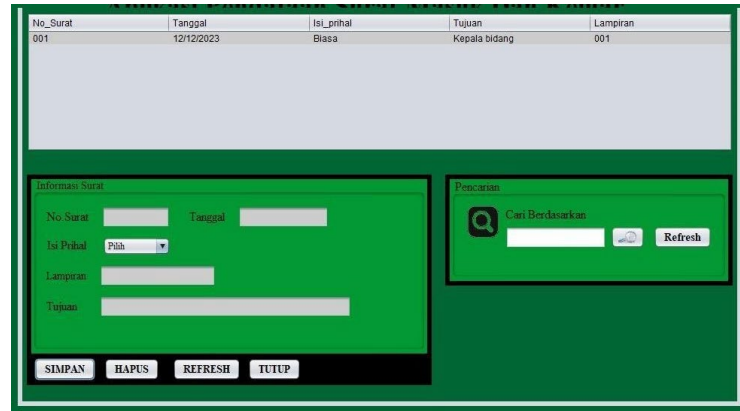 No_Surat Tanggal Isi_prihal Tujuan Lampiran
001 12/12/2023 Biasa Kepala bidang 001
Informasi Surat
No.Surat Tanggal
Isi Prihal Pilih
Lampiran
Tujuan
SIMPAN HAPUS REFRESH TUTUP
Pencarian
Cari Berdasarkan
Refresh